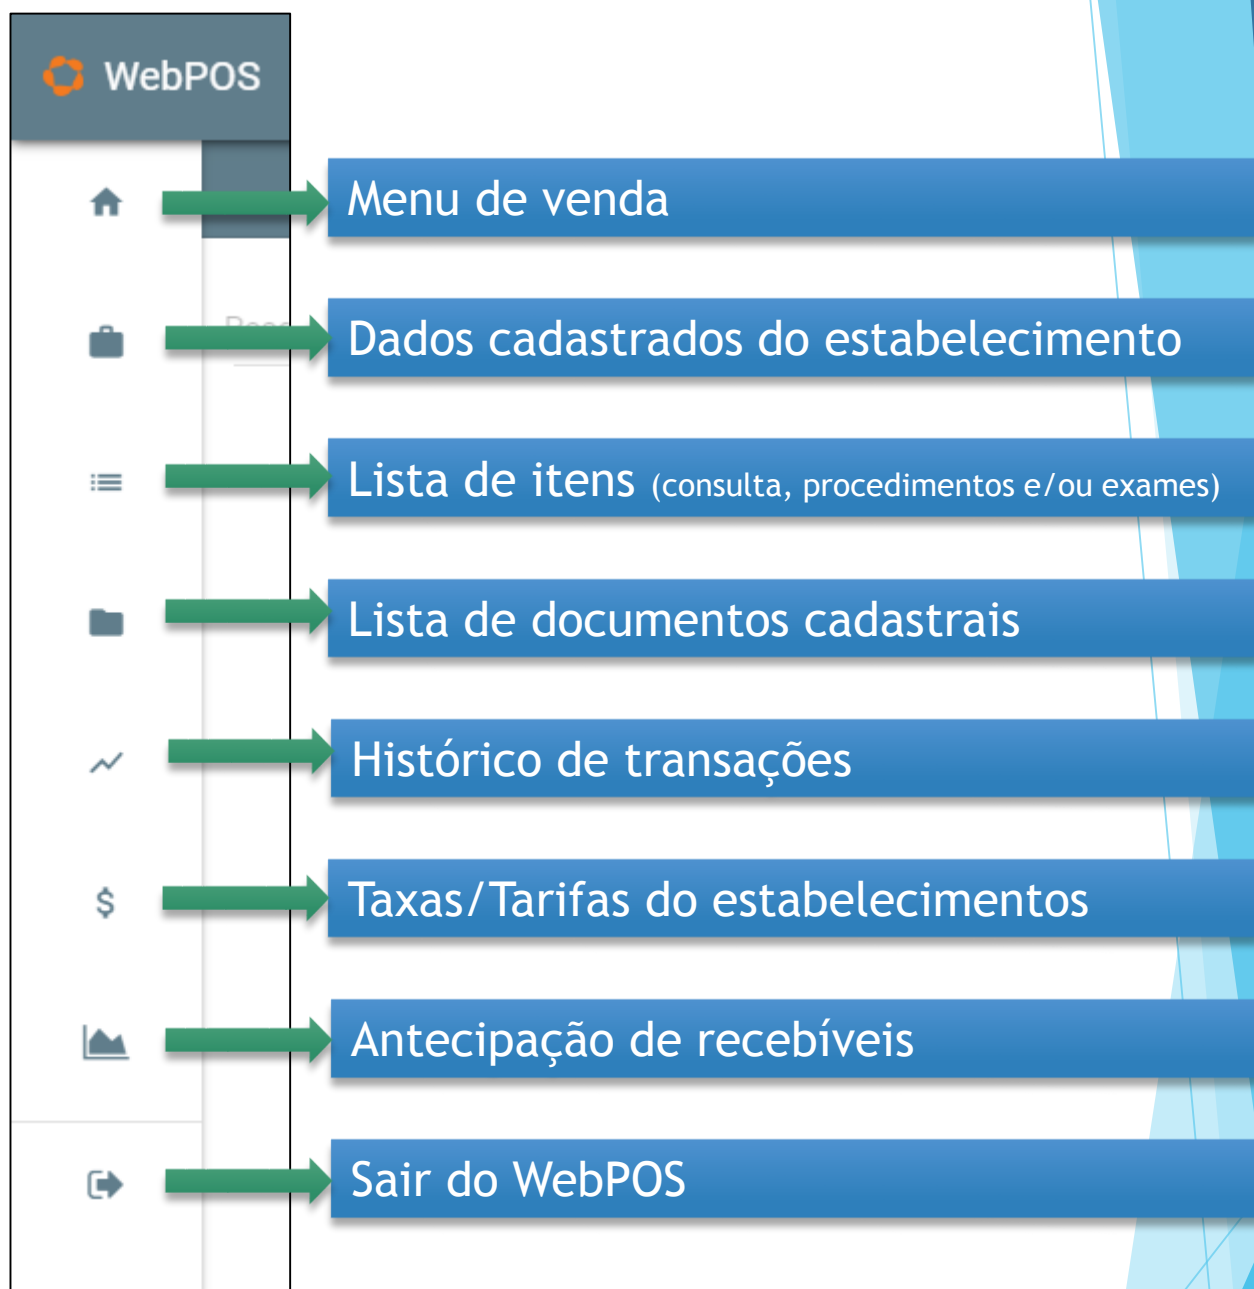 WebPOS
Menu de venda
Dados cadastrados do estabelecimento
Lista de itens (consulta, procedimentos e/ou exames)
Lista de documentos cadastrais
Histórico de transações
$
Taxas/Tarifas do estabelecimentos
Antecipação de recebíveis
Sair do WebPOS